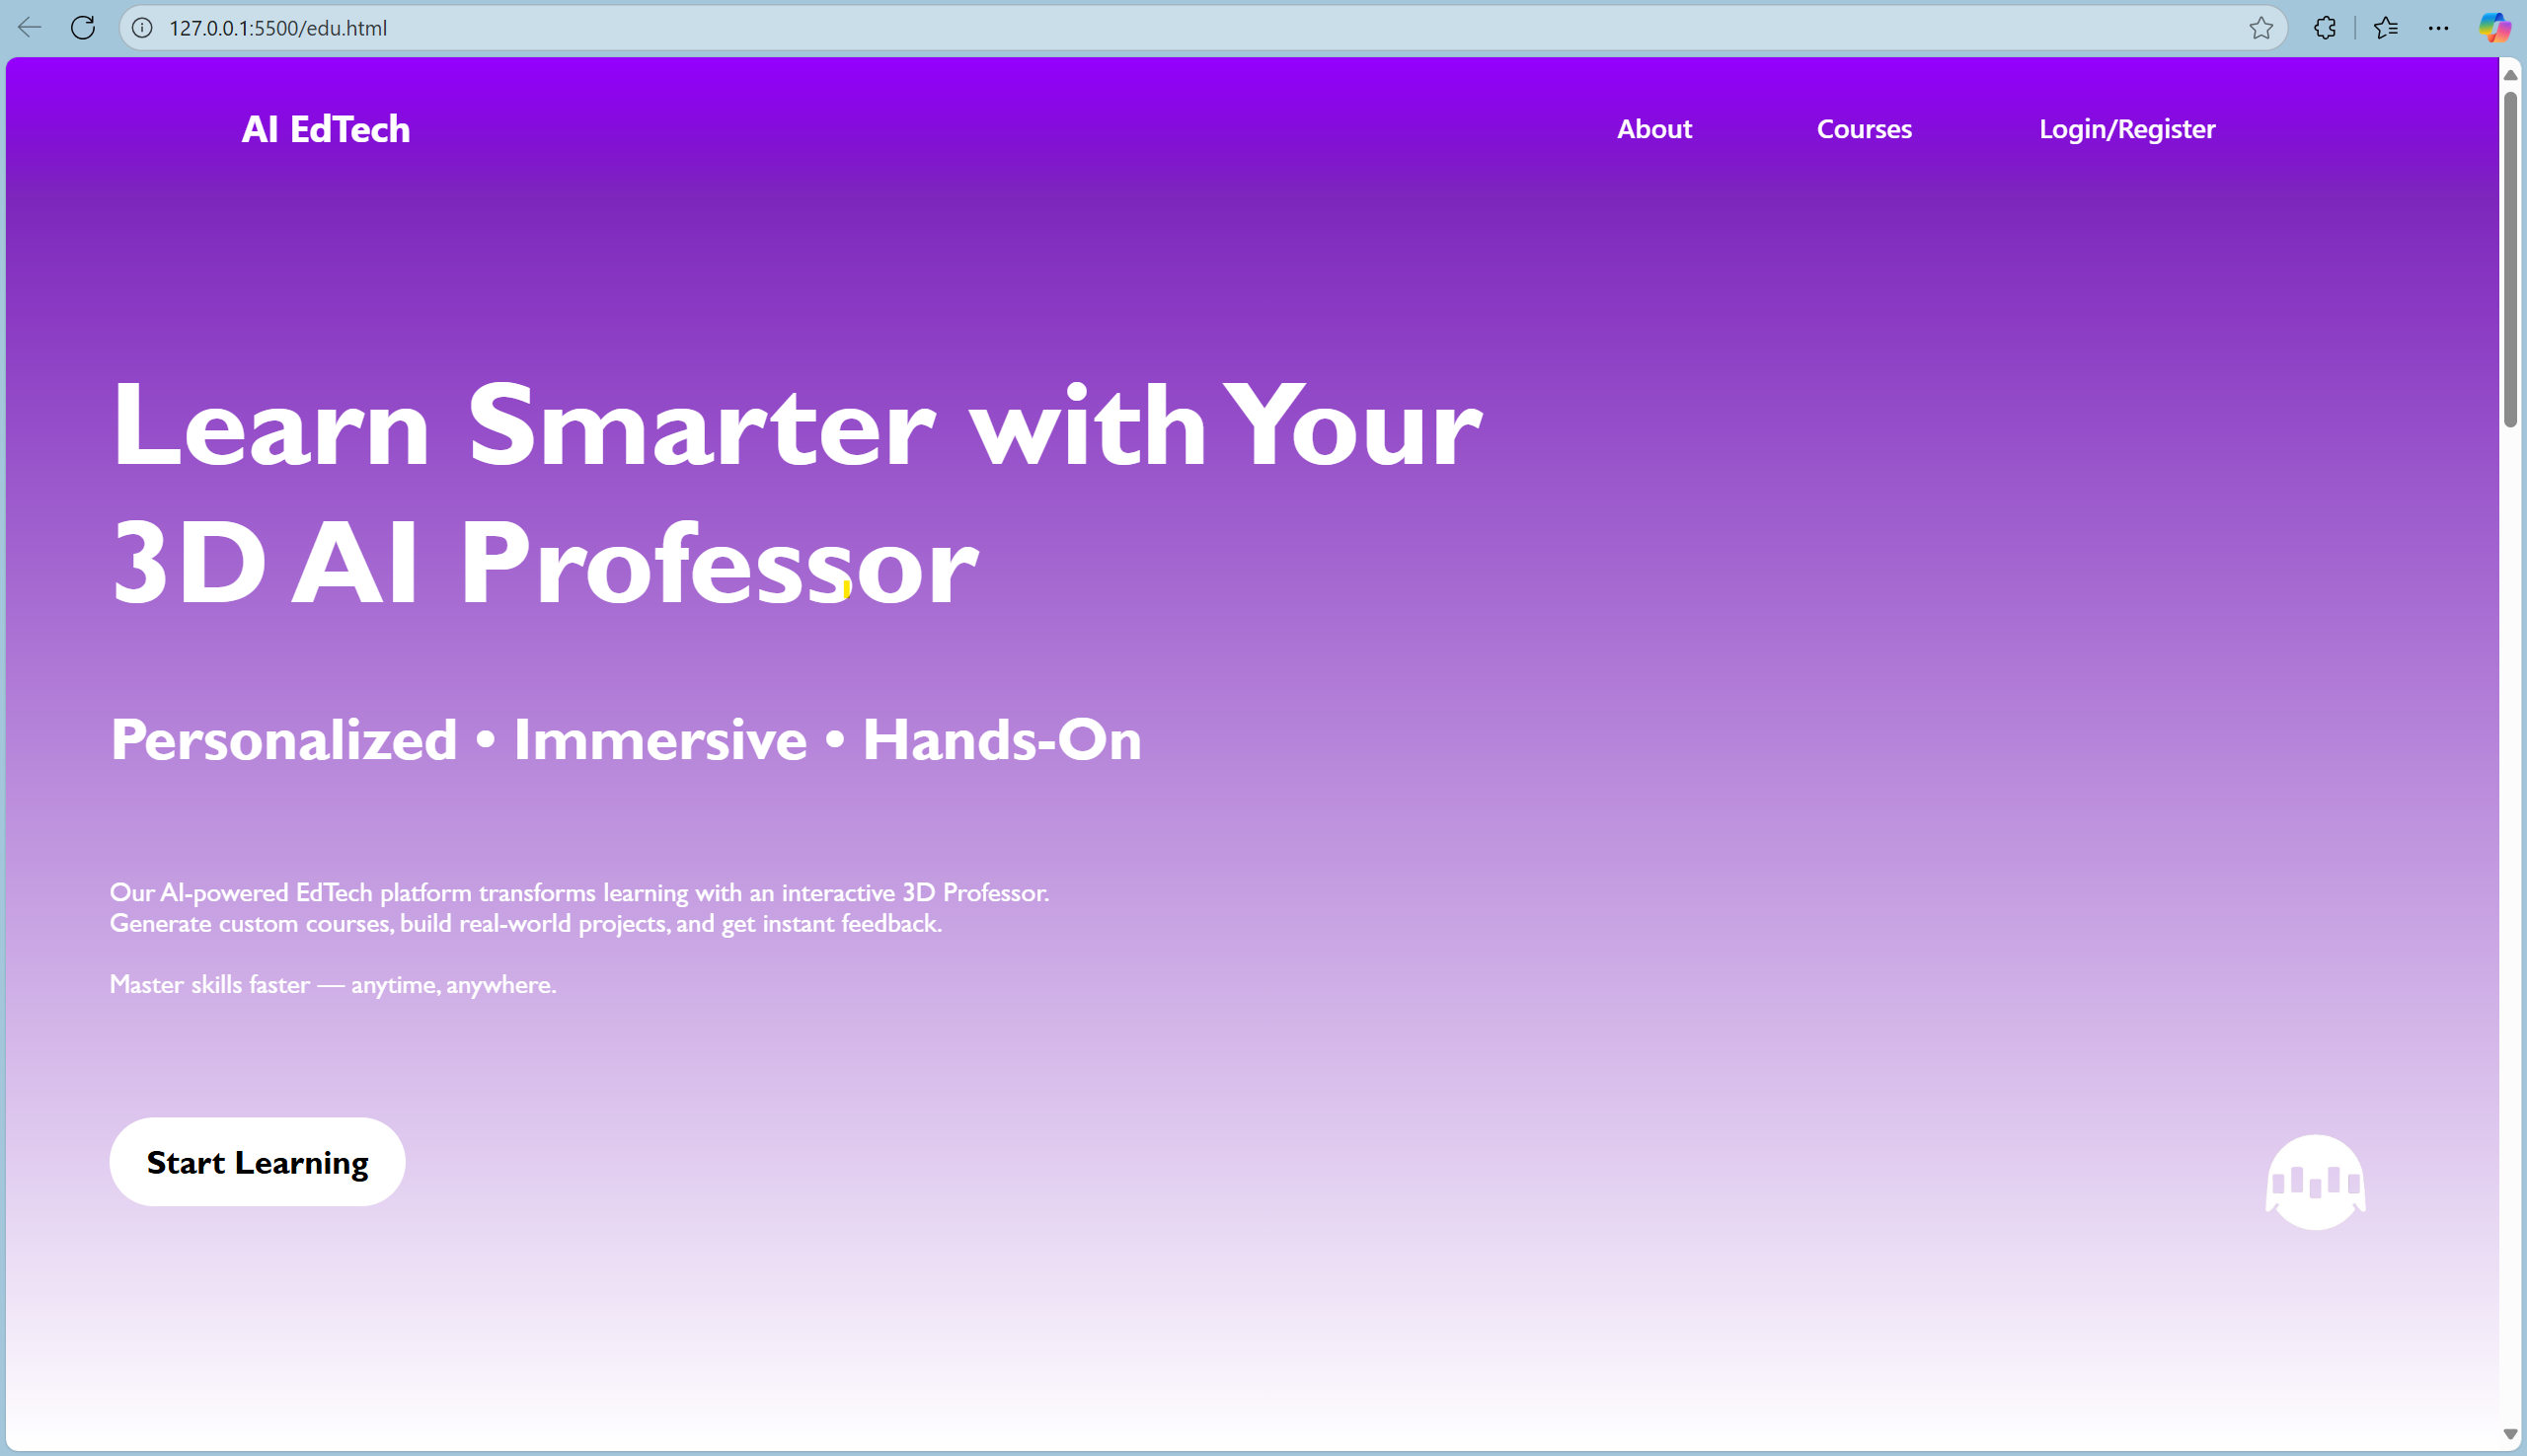 127.0.0.1:5500/edu.html
AI EdTech
About
Courses
Login/Register
Learn Smarter with Your
3D AI Professor
Personalized • Immersive • Hands-On
Our AI-powered EdTech platform transforms learning with an interactive 3D Professor.
Generate custom courses, build real-world projects, and get instant feedback.
Master skills faster — anytime, anywhere.
Start Learning